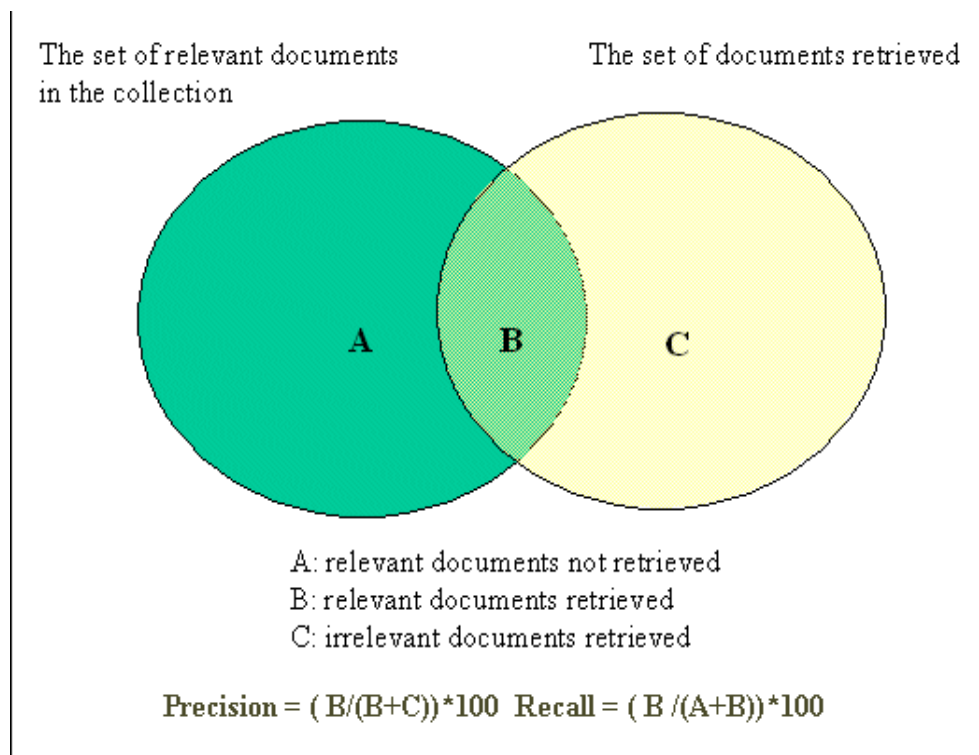 The set of relevant documents
in the collection
The set of documents retrieved
A
B
C
A: relevant documents not retrieved
B: relevant documents retrieved
C: irrelevant documents retrieved
Precision = ( B/(B+C))*100 Recall = ( B /(A+B))*100